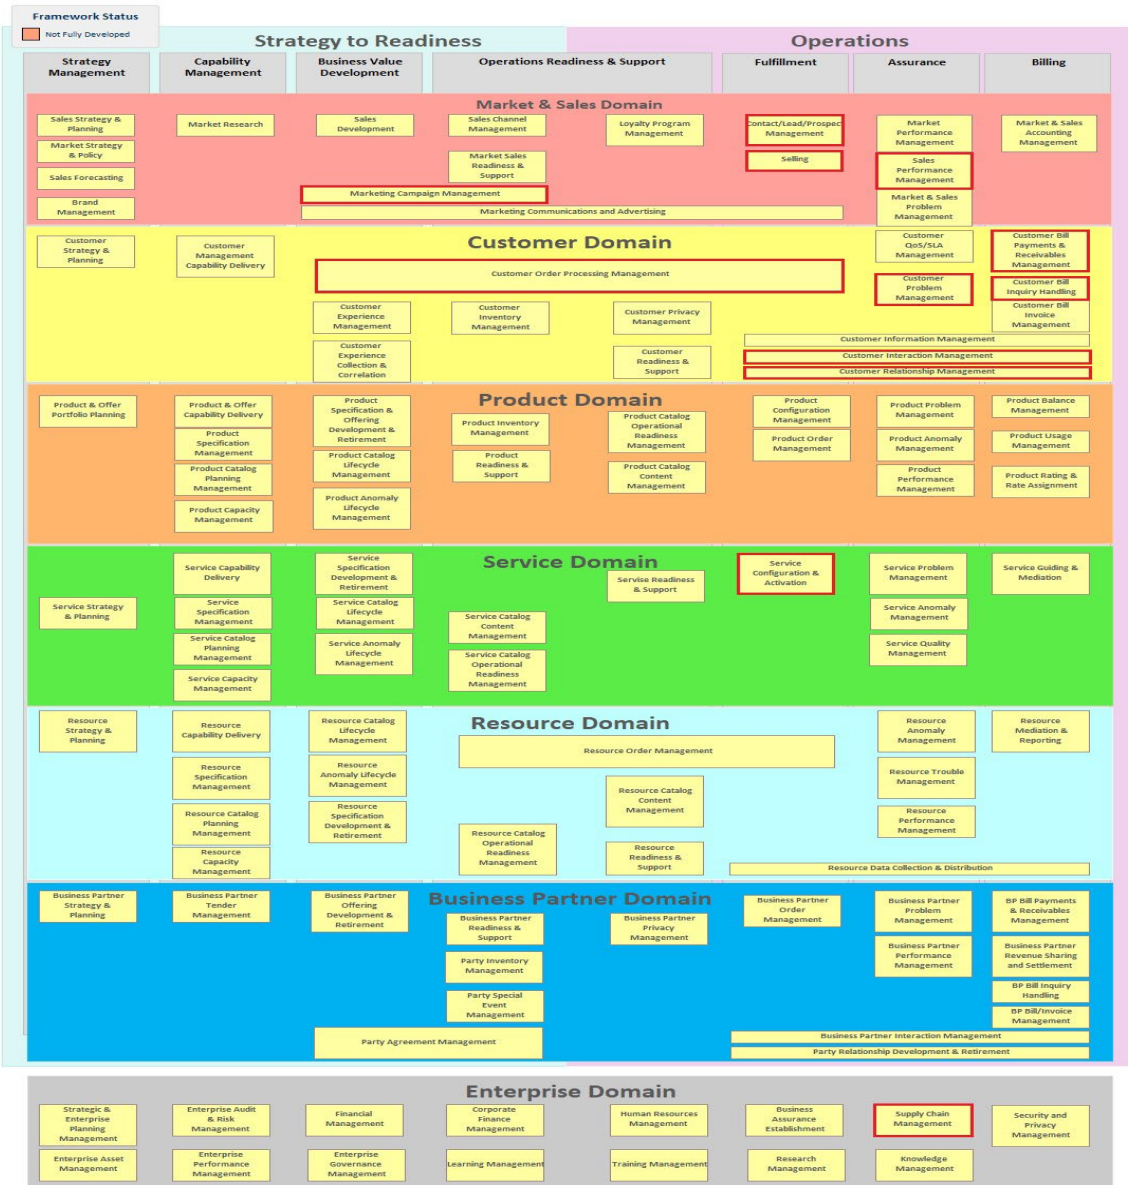 Framework Status
Not Fully Developed
Strategy to Readiness
Operations
Strategy
Management
Capability
Management
Business Value
Development
Operations Readiness & Support
Fulfillment
Assurance
Billing
Market & Sales Domain
Sales Strategy &
Planning
Market Strategy
& Policy
Sales Forecasting
Brand
Management
Market Research
Sales
Development
Sales Channel
Management
Market Sales
Readiness &
Support
Loyalty Program
Management
Marketing Campaign Management
Marketing Communications and Advertising
Contact/Lead/Prospect
Management
Selling
Market
Performance
Management
Sales
Performance
Management
Market & Sales
Problem
Management
Market & Sales
Accounting
Management
Customer Domain
Customer
Strategy &
Planning
Customer
Management
Capability Delivery
Customer Order Processing Management
Customer
Experience
Management
Customer
Experience
Collection &
Correlation
Customer
Inventory
Management
Customer Privacy
Management
Customer
Readiness &
Support
Customer
QoS/SLA
Management
Customer
Problem
Management
Customer Bill
Payments &
Receivables
Management
Customer Bill
Inquiry Handling
Customer Bill
Invoice
Management
Customer Information Management
Customer Interaction Management
Customer Relationship Management
Product Domain
Product & Offer
Portfolio Planning
Product & Offer
Capability Delivery
Product
Specification
Management
Product Catalog
Planning
Management
Product Capacity
Management
Product
Specification &
Offering
Development &
Retirement
Product Catalog
Lifecycle
Management
Product Anomaly
Lifecycle
Management
Product Inventory
Management
Product
Readiness &
Support
Product Catalog
Operational
Readiness
Management
Product Catalog
Content
Management
Product
Configuration
Management
Product Order
Management
Product Problem
Management
Product Anomaly
Management
Product
Performance
Management
Product Balance
Management
Product Usage
Management
Product Rating &
Rate Assignment
Service Domain
Service Strategy
& Planning
Service Capability
Delivery
Service
Specification
Management
Service Catalog
Planning
Management
Service Capacity
Management
Service
Specification
Development &
Retirement
Service Catalog
Lifecycle
Management
Service Anomaly
Lifecycle
Management
Service Catalog
Content
Management
Service Catalog
Operational
Readiness
Management
Servise Readiness
& Support
Service
Configuration &
Activation
Service Problem
Management
Service Anomaly
Management
Service Quality
Management
Service Guiding &
Mediation
Resource Domain
Resource
Strategy &
Planning
Resource
Capability Delivery
Resource
Specification
Management
Resource Catalog
Planning
Management
Resource
Capacity
Management
Resource Catalog
Lifecycle
Management
Resource
Anomaly Lifecycle
Management
Resource
Specification
Development &
Retirement
Resource Order Management
Resource Catalog
Operational
Readiness
Management
Resource Catalog
Content
Management
Resource
Readiness &
Support
Resource
Anomaly
Management
Resource Trouble
Management
Resource
Performance
Management
Resource
Mediation &
Reporting
Resource Data Collection & Distribution
Business Partner Domain
Business Partner
Strategy &
Planning
Business Partner
Tender
Management
Business Partner
Offering
Development &
Retirement
Business Partner
Readiness &
Support
Party Inventory
Management
Party Special
Event
Management
Business Partner
Privacy
Management
Party Agreement Management
Business Partner
Order
Management
Business Partner
Problem
Management
Business Partner
Performance
Management
BP Bill Payments
& Receivables
Management
Business Partner
Revenue Sharing
and Settlement
BP Bill Inquiry
Handling
BP Bill/Invoice
Management
Business Partner Interaction Management
Party Relationship Development & Retirement
Enterprise Domain
Strategic &
Enterprise
Planning
Management
Enterprise Audit
& Risk
Management
Financial
Management
Corporate
Finance
Management
Human Resources
Management
Business
Assurance
Establishment
Supply Chain
Management
Security and
Privacy
Management
Enterprise Asset
Management
Enterprise
Performance
Management
Enterprise
Governance
Management
Learning Management
Training Management
Research
Management
Knowledge
Management